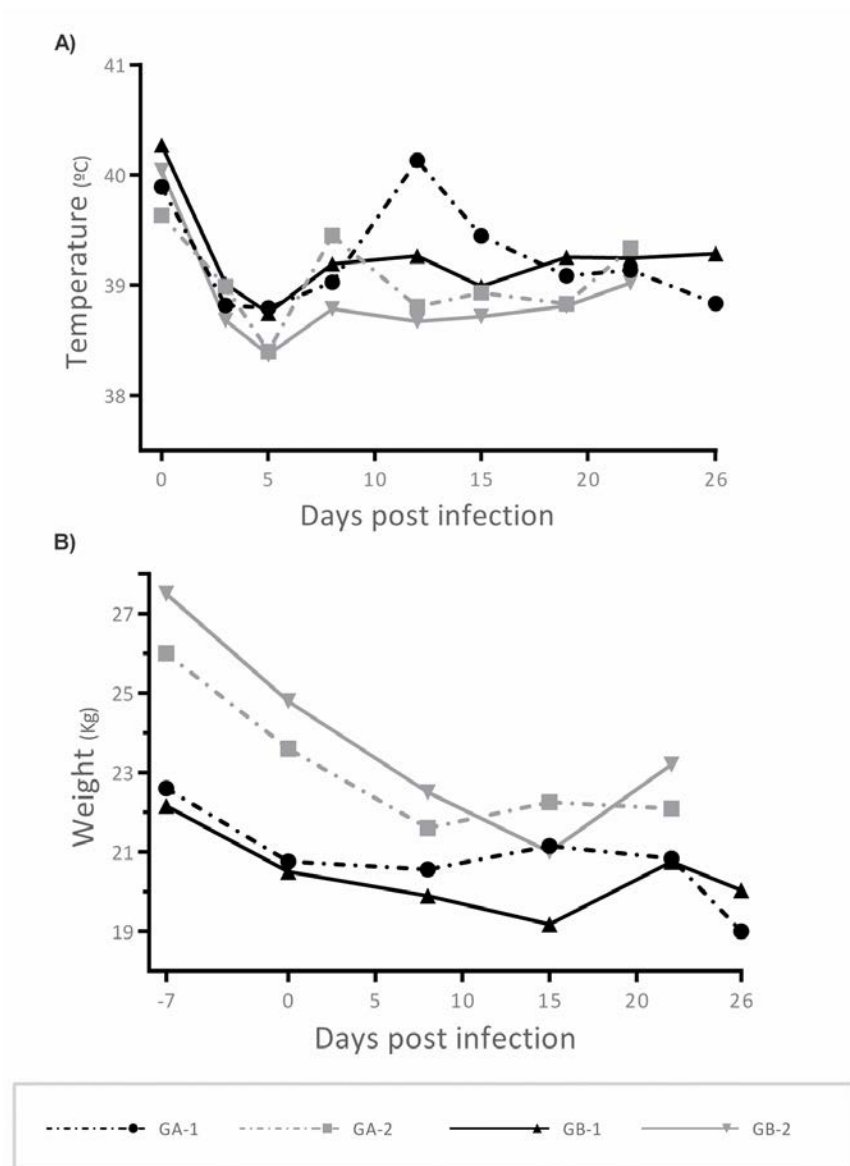 A)
41
40
39
38
Temperature (ºC)
0 5 10 15 20 26
Days post infection
B)
27
25
23
21
19
Weight (Kg)
-7 0 5 10 15 20 26
Days post infection
GA-1 GA-2 GB-1 GB-2